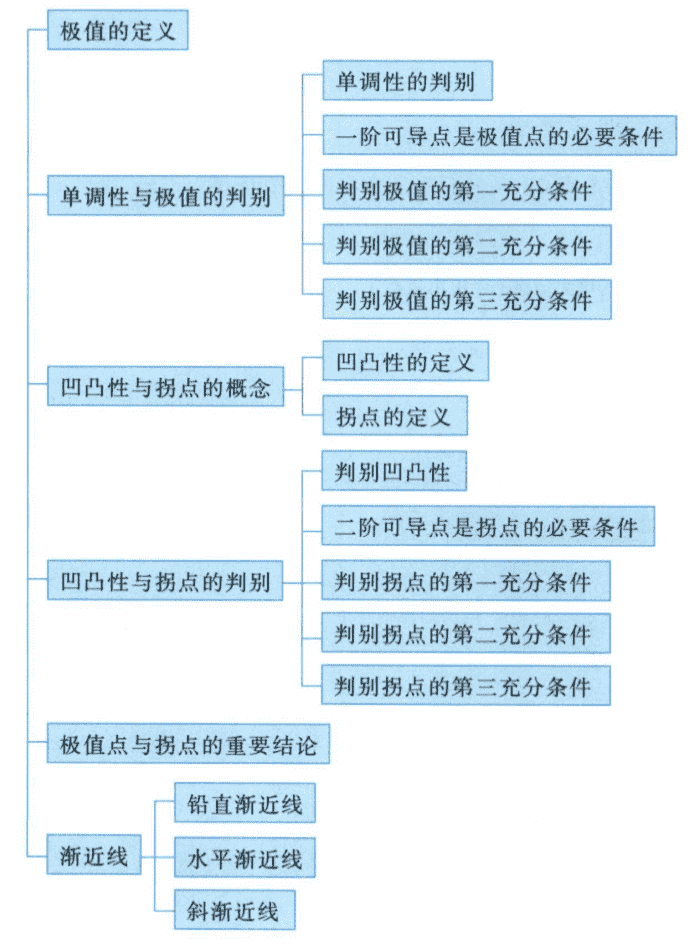 极值的定义
单调性与极值的判别
单调性的判别
一阶可导点是极值点的必要条件
判别极值的第一充分条件
判别极值的第二充分条件
判别极值的第三充分条件
凹凸性与拐点的概念
凹凸性的定义
拐点的定义
凹凸性与拐点的判别
判别凹凸性
二阶可导点是拐点的必要条件
判别拐点的第一充分条件
判别拐点的第二充分条件
判别拐点的第三充分条件
极值点与拐点的重要结论
渐近线
铅直渐近线
水平渐近线
斜渐近线